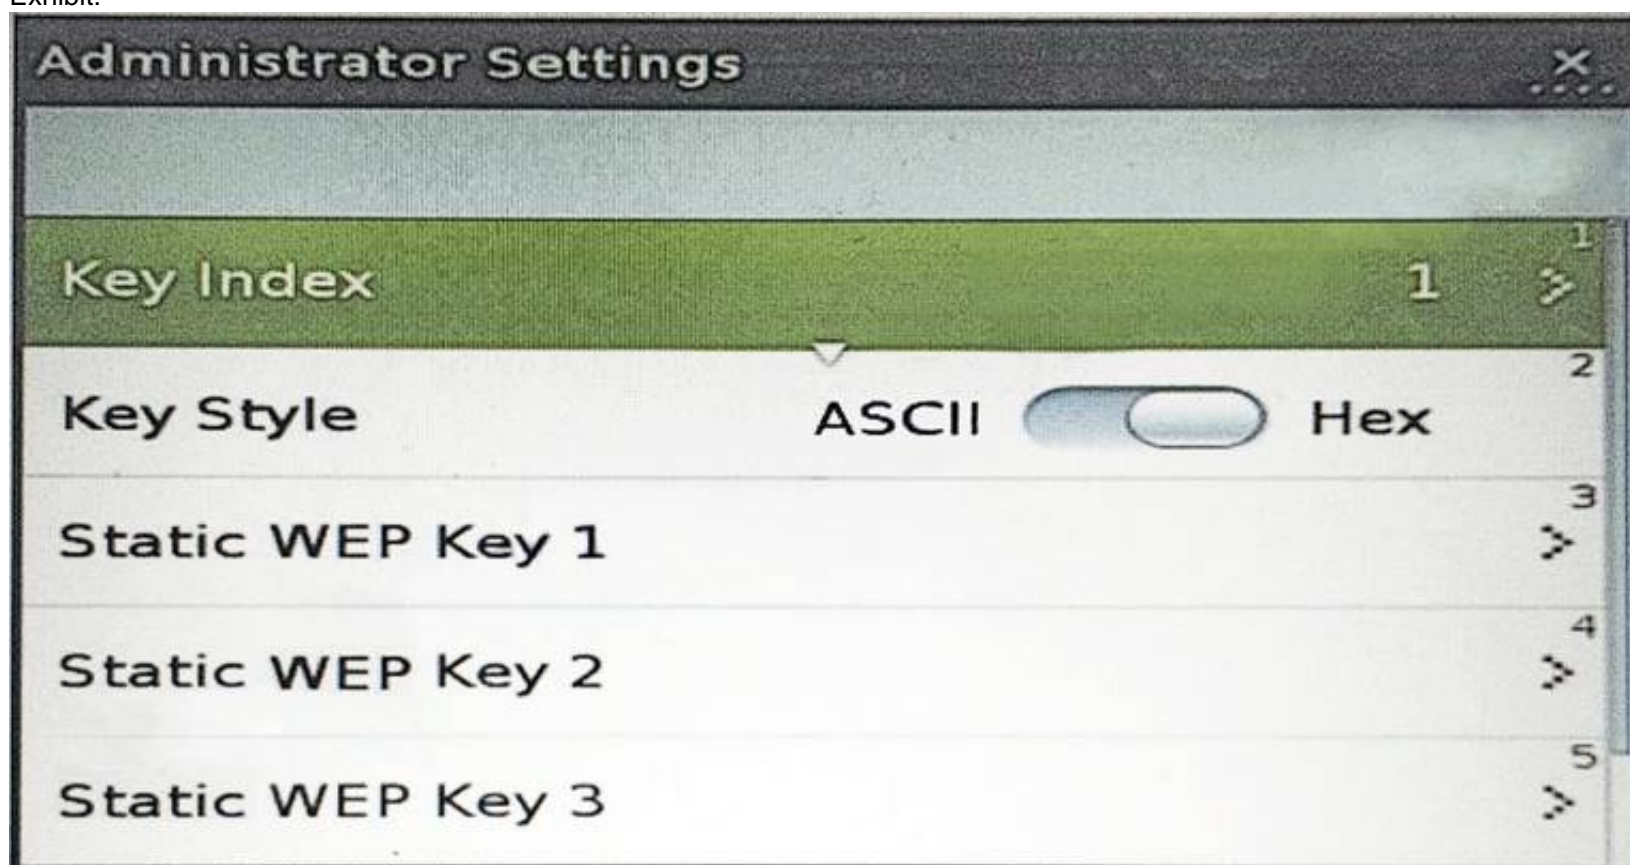 Exhibit:
Administrator Settings
1
Key Index 1
2
Key Style ASCII Hex
3
Static WEP Key 1
4
Static WEP Key 2
5
Static WEP Key 3